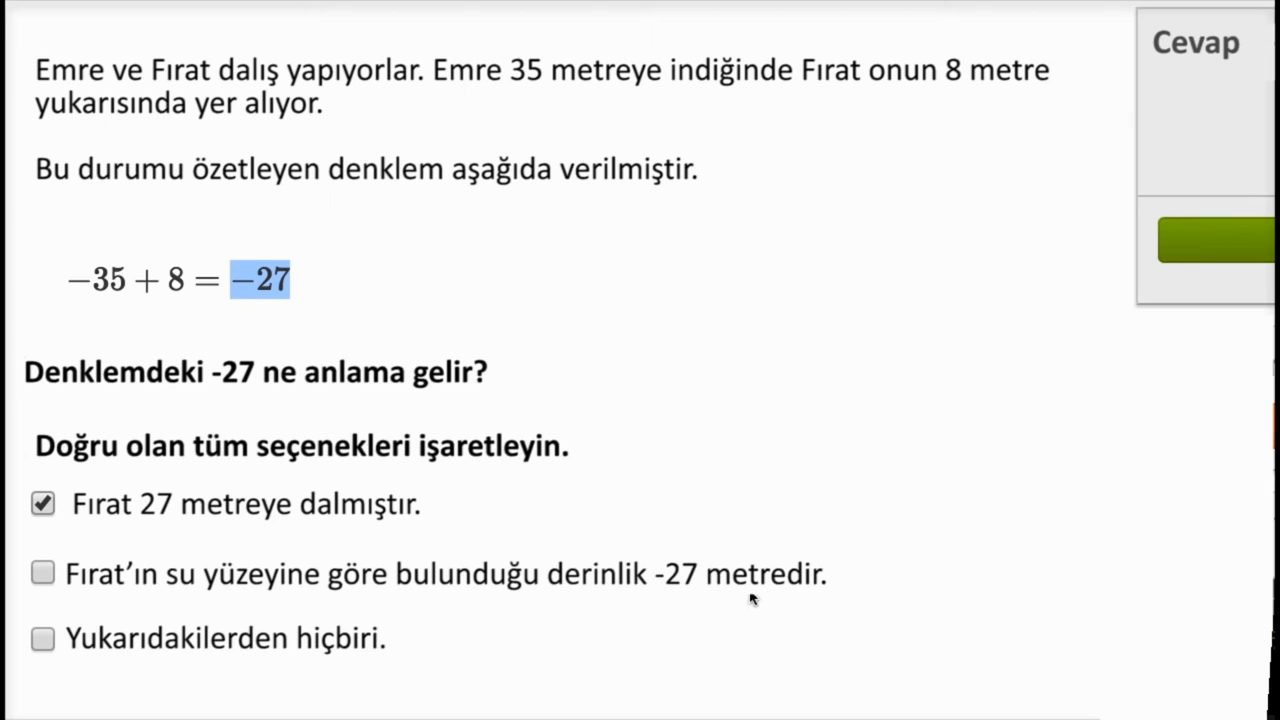 Cevap
Emre ve Fırat dalış yapıyorlar. Emre 35 metreye indiğinde Fırat onun 8 metre
yukarısında yer alıyor.
Bu durumu özetleyen denklem aşağıda verilmiştir.
−35 + 8 = −27
Denklemdeki -27 ne anlama gelir?
Doğru olan tüm seçenekleri işaretleyin.
Fırat 27 metreye dalmıştır.
Fırat’ın su yüzeyine göre bulunduğu derinlik -27 metredir.
Yukarıdakilerden hiçbiri.